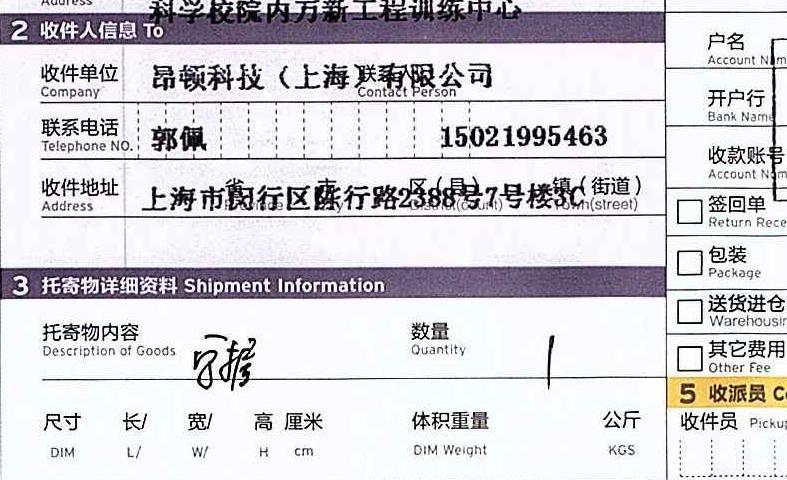 Address
科学校院内万新工程训练中心
2 收件人信息 To
收件单位 昂顿科技（上海）有限公司
Company
联系人
Contact Person
联系电话 郭佩 15021995463
Telephone NO.
收件地址 上海市闵行区陈行路2388号7号楼3C
Address
省 市 区（县） 镇（街道）
District(count) Town(street)
3 托寄物详细资料 Shipment Information
托寄物内容 数量
Description of Goods Quantity 1
尺寸 长/ 宽/ 高 厘米 体积重量 公斤
DIM L/ W/ H cm DIM Weight KGS
户名
Account Nam
开户行
Bank Name
收款账号
Account Num
签回单
Return Rece
包装
Package
送货进仓
Warehousin
其它费用
Other Fee
5 收派员 Co
收件员 Pickup